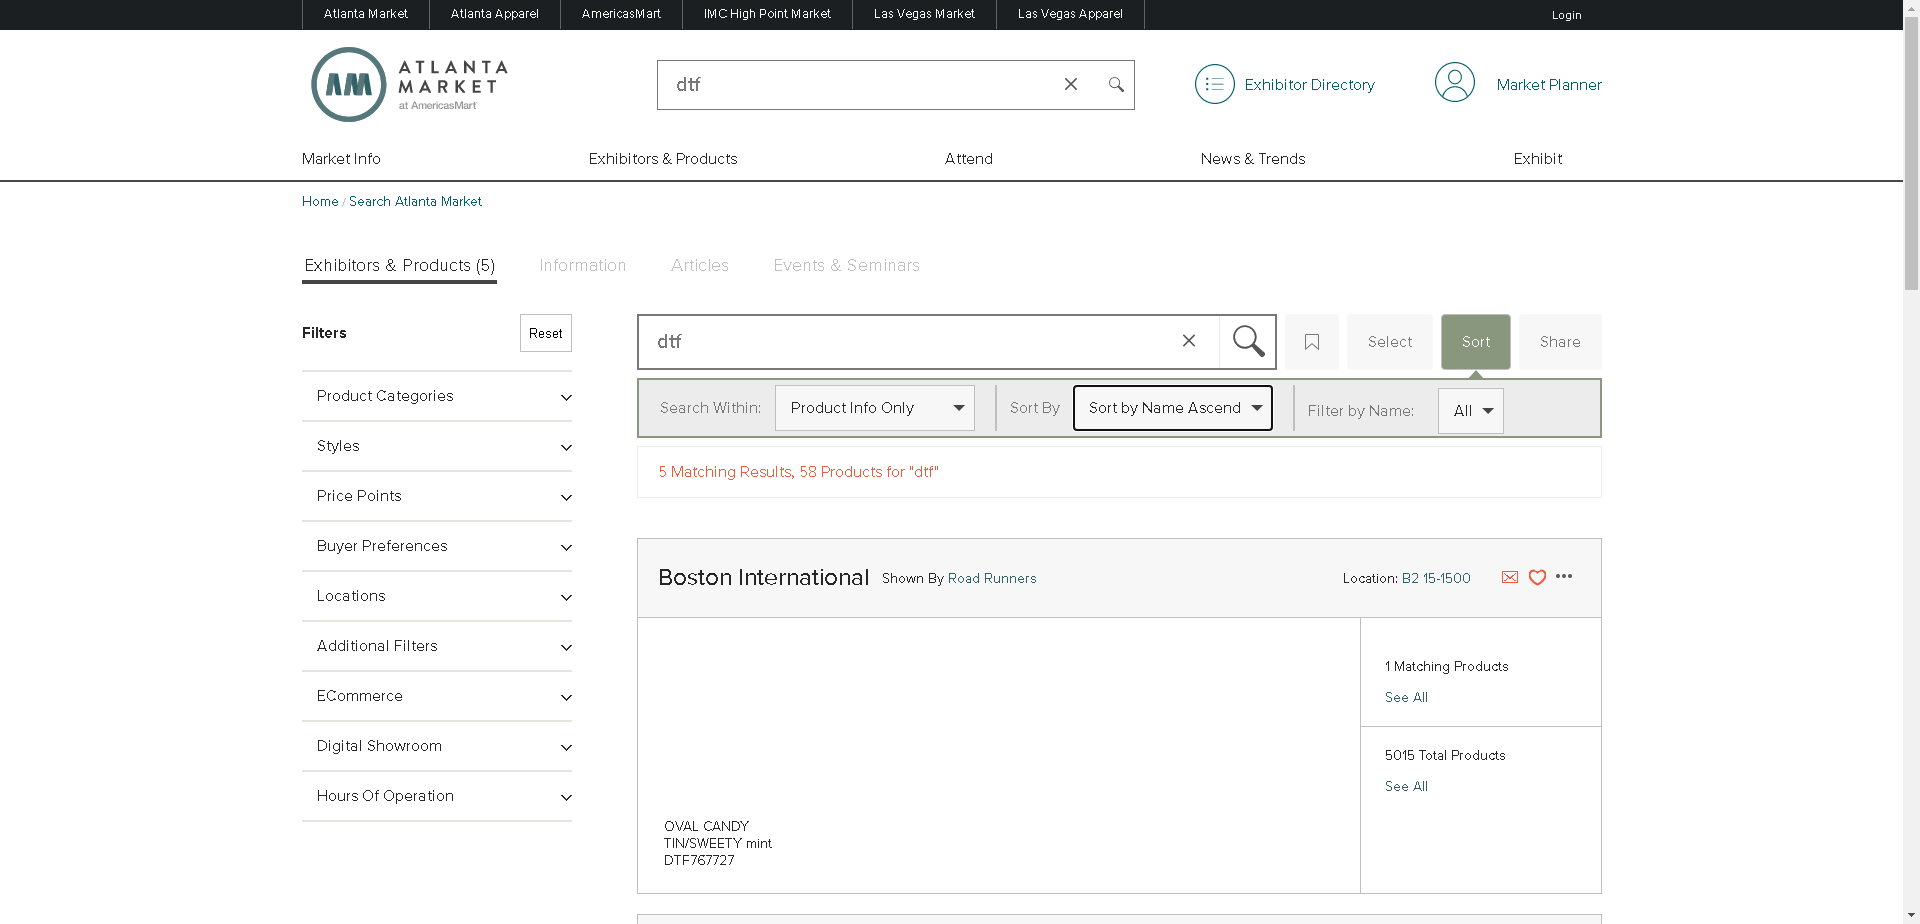 Atlanta Market
Atlanta Apparel
AmericasMart
IMC High Point Market
Las Vegas Market
Las Vegas Apparel
Login
AM
ATLANTA
MARKET
at AmericasMart
dtf
Exhibitor Directory
Market Planner
Market Info
Exhibitors & Products
Attend
News & Trends
Exhibit
Home / Search Atlanta Market
Exhibitors & Products (5)
Information
Articles
Events & Seminars
Filters
Reset
Product Categories
Styles
Price Points
Buyer Preferences
Locations
Additional Filters
ECommerce
Digital Showroom
Hours Of Operation
dtf
Select
Sort
Share
Search Within:
Product Info Only
Sort By
Sort by Name Ascend
Filter by Name:
All
5 Matching Results, 58 Products for "dtf"
Boston International
Shown By Road Runners
Location: B2 15-1500
OVAL CANDY
TIN/SWEETY mint
DTF767727
1 Matching Products
See All
5015 Total Products
See All